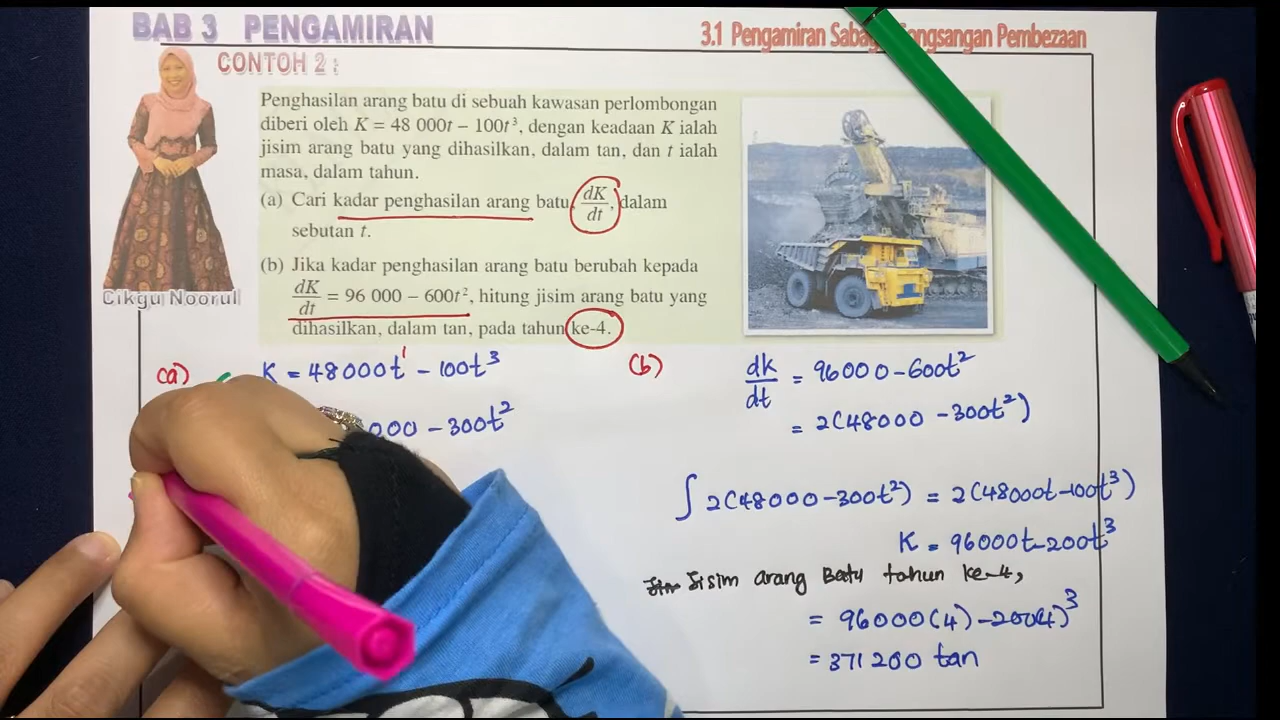 BAB 3 PENGAMIRAN
3.1 Pengamiran Sebagai Songsangan Pembezaan
CONTOH 2 :
Penghasilan arang batu di sebuah kawasan perlombongan
diberi oleh K = 48 000t – 100t³, dengan keadaan K ialah
jisim arang batu yang dihasilkan, dalam tan, dan t ialah
masa, dalam tahun.
(a) Cari kadar penghasilan arang batu, dK/dt, dalam
sebutan t.
(b) Jika kadar penghasilan arang batu berubah kepada
dK/dt = 96 000 – 600t², hitung jisim arang batu yang
dihasilkan, dalam tan, pada tahun ke-4.
Cikgu Noorul
(a) K = 48000t¹ - 100t³
000 - 300t²
(b) dk/dt = 96000 - 600t²
= 2(48000 - 300t²)
∫ 2(48000 - 300t²) = 2(48000t - 100t³)
K = 96000t - 200t³
Jisim arang Batu tahun ke-4,
= 96000(4) - 200(4)³
= 371200 tan